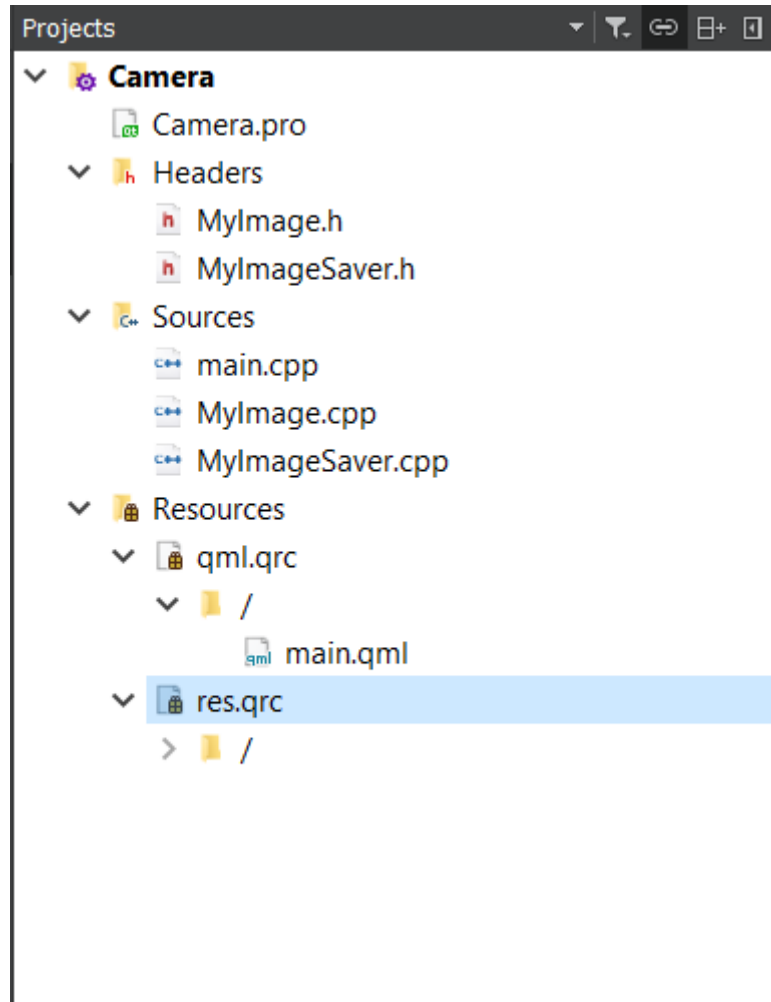 Projects
Camera
Camera.pro
Headers
MyImage.h
MyImageSaver.h
Sources
main.cpp
MyImage.cpp
MyImageSaver.cpp
Resources
qml.qrc
/
main.qml
res.qrc
/